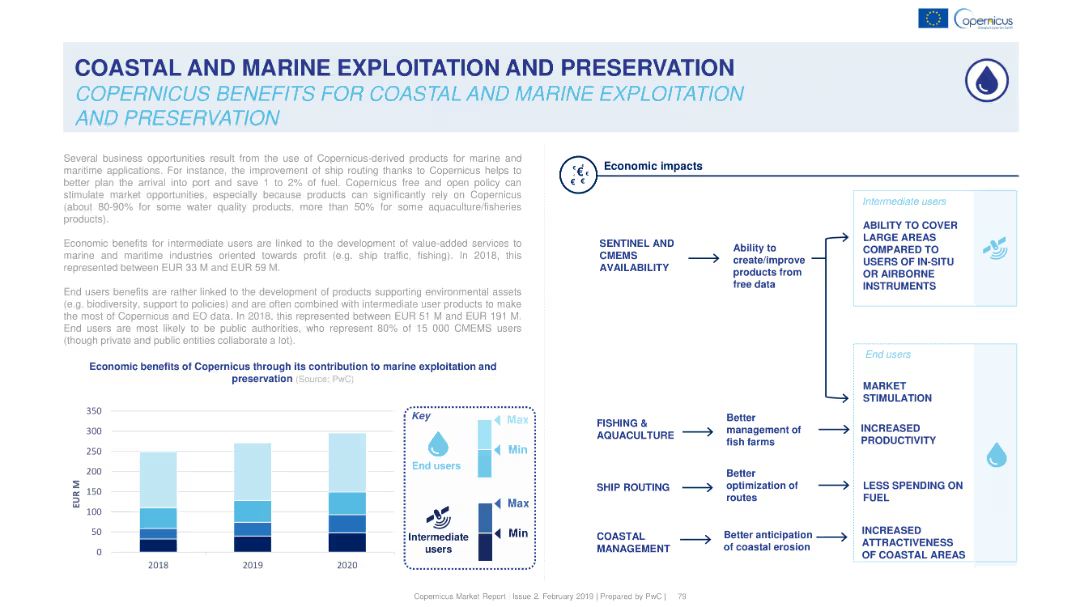 opernicus
COASTAL AND MARINE EXPLOITATION AND PRESERVATION
COPERNICUS BENEFITS FOR COASTAL AND MARINE EXPLOITATION
AND PRESERVATION
Several business opportunities result from the use of Copernicus-derived products for marine and
maritime applications. For instance, the improvement of ship routing thanks to Copernicus helps to
better plan the arrival into port and save 1 to 2% of fuel. Copernicus free and open policy can
stimulate market opportunities, especially because products can significantly rely on Copernicus
(about 80-90% for some water quality products, more than 50% for some aquaculture/fisheries
products).
Economic benefits for intermediate users are linked to the development of value-added services to
marine and maritime industries oriented towards profit (e.g. ship traffic, fishing). In 2018, this
represented between EUR 33 M and EUR 59 M.
End users benefits are rather linked to the development of products supporting environmental assets
(e.g. biodiversity, support to policies) and are often combined with intermediate user products to make
the most of Copernicus and EO data. In 2018, this represented between EUR 51 M and EUR 191 M.
End users are most likely to be public authorities, who represent 80% of 15 000 CMEMS users
(though private and public entities collaborate a lot).
Economic benefits of Copernicus through its contribution to marine exploitation and
preservation (Source: PwC)
EUR M
350
300
250
200
150
100
50
0
2018
2019
2020
Key
End users
Max
Min
Intermediate
users
Max
Min
Economic impacts
SENTINEL AND
CMEMS
AVAILABILITY
Ability to
create/improve
products from
free data
Intermediate users
ABILITY TO COVER
LARGE AREAS
COMPARED TO
USERS OF IN-SITU
OR AIRBORNE
INSTRUMENTS
End users
MARKET
STIMULATION
FISHING &
AQUACULTURE
Better
management of
fish farms
INCREASED
PRODUCTIVITY
SHIP ROUTING
Better
optimization of
routes
LESS SPENDING ON
FUEL
COASTAL
MANAGEMENT
Better anticipation
of coastal erosion
INCREASED
ATTRACTIVENESS
OF COASTAL AREAS
Copernicus Market Report | Issue 2, February 2019 | Prepared by PwC | 79